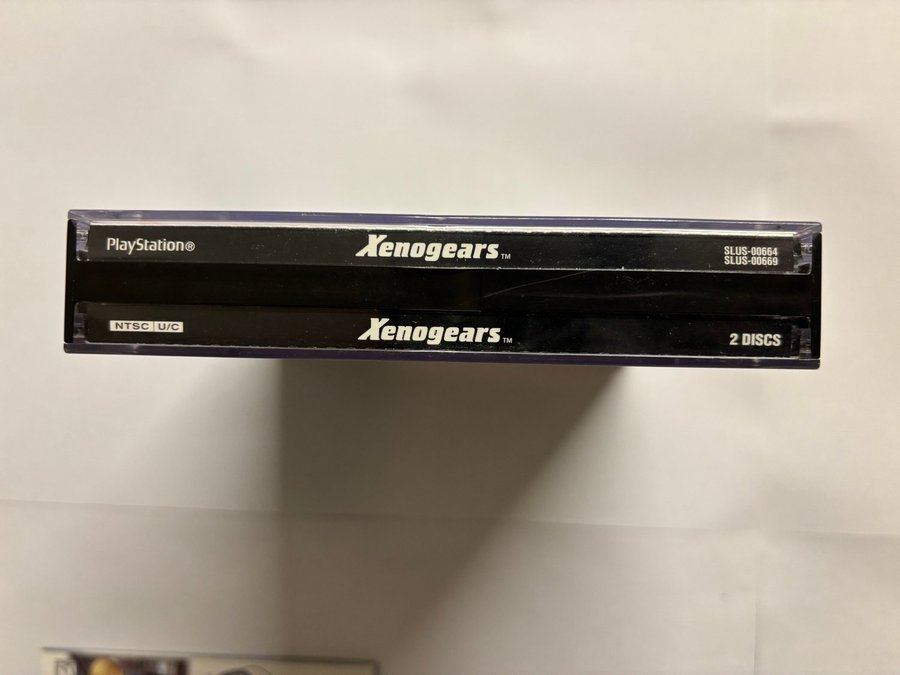 PlayStation®
Xenogears™
SLUS-00664
SLUS-00669
NTSC U/C
Xenogears™
2 DISCS